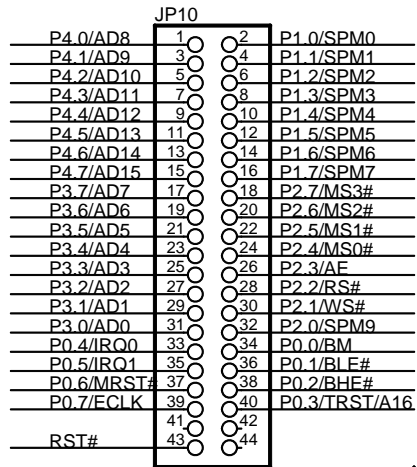 JP10
P4.0/AD8 1 2 P1.0/SPM0
P4.1/AD9 3 4 P1.1/SPM1
P4.2/AD10 5 6 P1.2/SPM2
P4.3/AD11 7 8 P1.3/SPM3
P4.4/AD12 9 10 P1.4/SPM4
P4.5/AD13 11 12 P1.5/SPM5
P4.6/AD14 13 14 P1.6/SPM6
P4.7/AD15 15 16 P1.7/SPM7
P3.7/AD7 17 18 P2.7/MS3#
P3.6/AD6 19 20 P2.6/MS2#
P3.5/AD5 21 22 P2.5/MS1#
P3.4/AD4 23 24 P2.4/MS0#
P3.3/AD3 25 26 P2.3/AE
P3.2/AD2 27 28 P2.2/RS#
P3.1/AD1 29 30 P2.1/WS#
P3.0/AD0 31 32 P2.0/SPM9
P0.4/IRQ0 33 34 P0.0/BM
P0.5/IRQ1 35 36 P0.1/BLE#
P0.6/MRST# 37 38 P0.2/BHE#
P0.7/ECLK 39 40 P0.3/TRST/A16
41 42
RST# 43 44